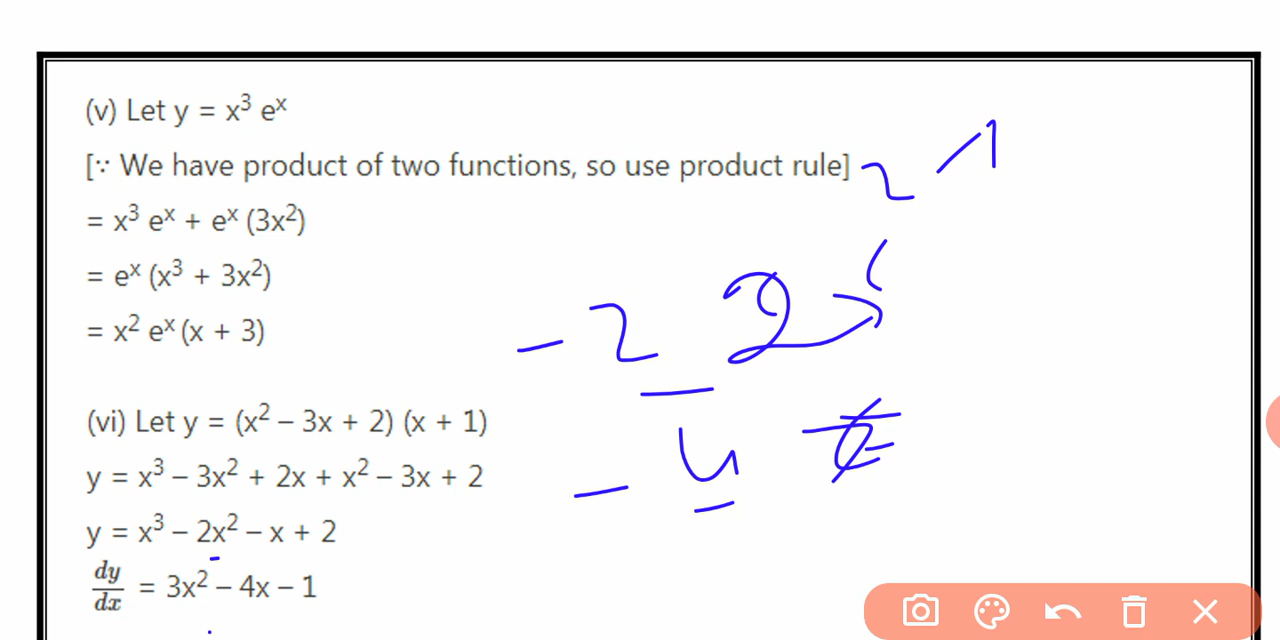 (v) Let y = x³ eˣ
[∵ We have product of two functions, so use product rule]
= x³ eˣ + eˣ (3x²)
= eˣ (x³ + 3x²)
= x² eˣ (x + 3)
(vi) Let y = (x² – 3x + 2) (x + 1)
y = x³ – 3x² + 2x + x² – 3x + 2
y = x³ – 2x² – x + 2
dy/dx = 3x² – 4x – 1